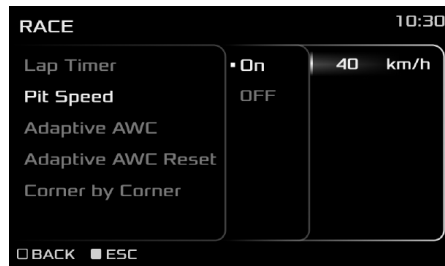 RACE 10:30
Lap Timer On 40 km/h
Pit Speed OFF
Adaptive AWC
Adaptive AWC Reset
Corner by Corner
BACK ESC